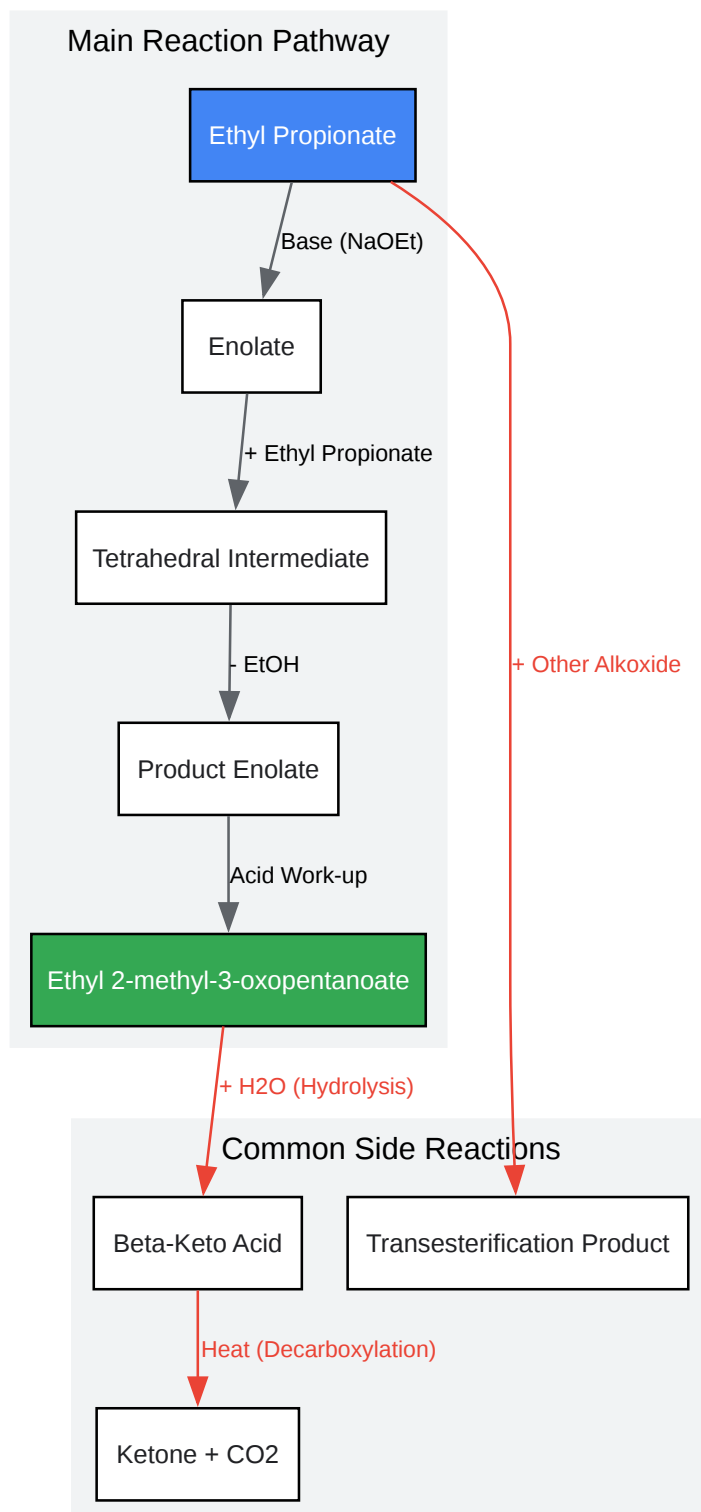 Main Reaction Pathway
Ethyl Propionate
Base (NaOEt)
Enolate
+ Ethyl Propionate
Tetrahedral Intermediate
- EtOH
+ Other Alkoxide
Product Enolate
Acid Work-up
Ethyl 2-methyl-3-oxopentanoate
+ H2O (Hydrolysis)
Common Side Reactions
Beta-Keto Acid
Transesterification Product
Heat (Decarboxylation)
Ketone + CO2